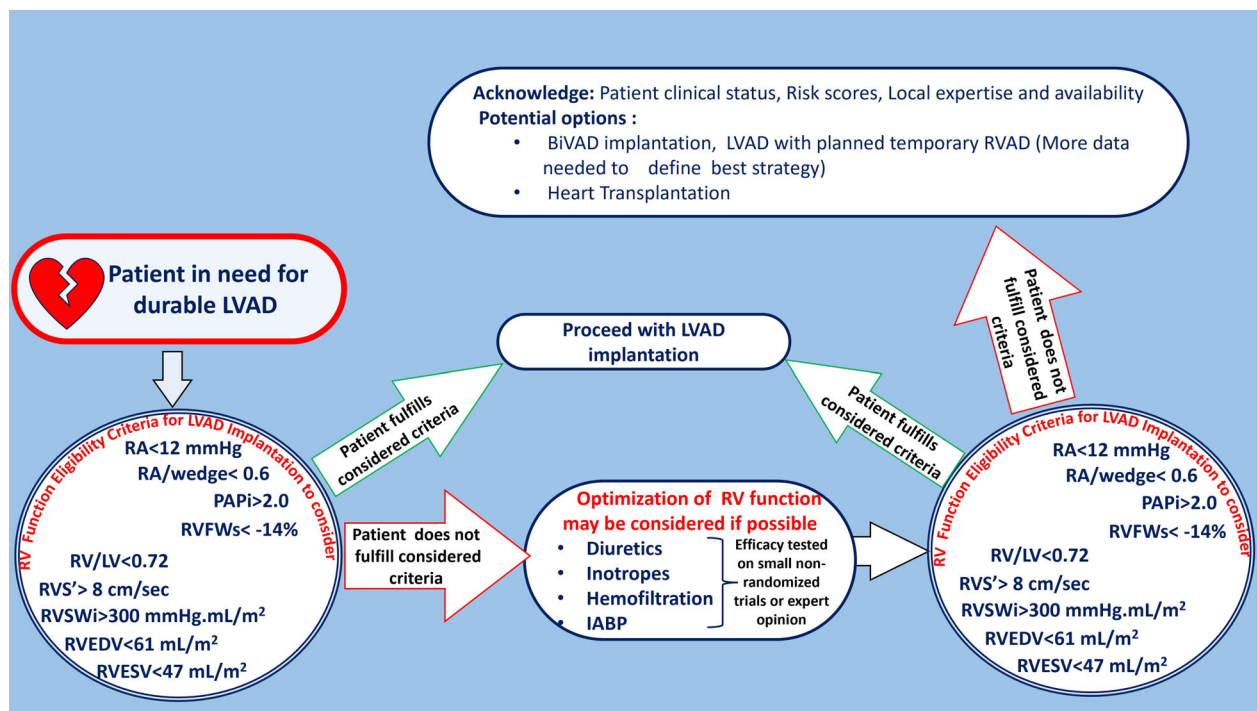 Acknowledge: Patient clinical status, Risk scores, Local expertise and availability
Potential options :
• BiVAD implantation, LVAD with planned temporary RVAD (More data
needed to define best strategy)
• Heart Transplantation
Patient in need for
durable LVAD
Proceed with LVAD
implantation
Patient does not
fulfill considered
criteria
Patient fulfills
considered criteria
Patient fulfills
considered criteria
RV Function Eligibility Criteria for LVAD Implantation to consider
RA<12 mmHg
RA/wedge< 0.6
PAPi>2.0
RVFWs< -14%
RV/LV<0.72
RVS’> 8 cm/sec
RVSWi>300 mmHg.mL/m²
RVEDV<61 mL/m²
RVESV<47 mL/m²
Patient does not
fulfill considered
criteria
Optimization of RV function
may be considered if possible
• Diuretics
• Inotropes
• Hemofiltration
• IABP
Efficacy tested
on small non-
randomized
trials or expert
opinion
RV Function Eligibility Criteria for LVAD Implantation to consider
RA<12 mmHg
RA/wedge< 0.6
PAPi>2.0
RVFWs< -14%
RV/LV<0.72
RVS’> 8 cm/sec
RVSWi>300 mmHg.mL/m²
RVEDV<61 mL/m²
RVESV<47 mL/m²